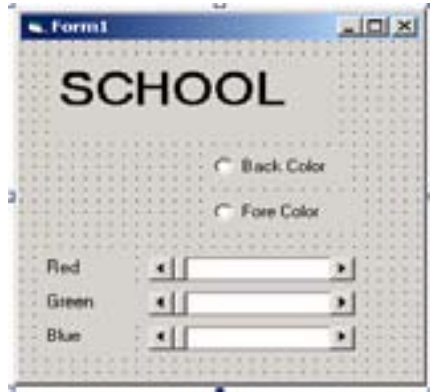 Form1
SCHOOL
Back Color
Fore Color
Red
Green
Blue